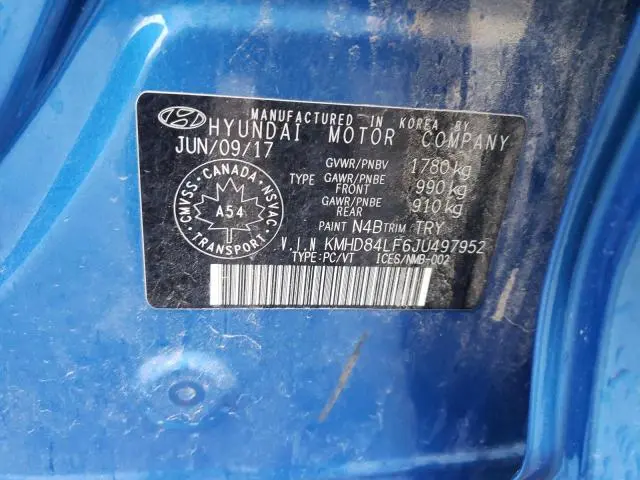 MANUFACTURED IN KOREA BY
HYUNDAI MOTOR COMPANY
JUN/09/17
GVWR/PNBV 1780 kg
TYPE GAWR/PNBE FRONT 990 kg
GAWR/PNBE REAR 910 kg
PAINT N4B TRIM TRY
V.I.N KMHD84LF6JU497952
TYPE:PC/VT ICES/NMB-002
CMVSS · CANADA · NSVAC
A54
TRANSPORT